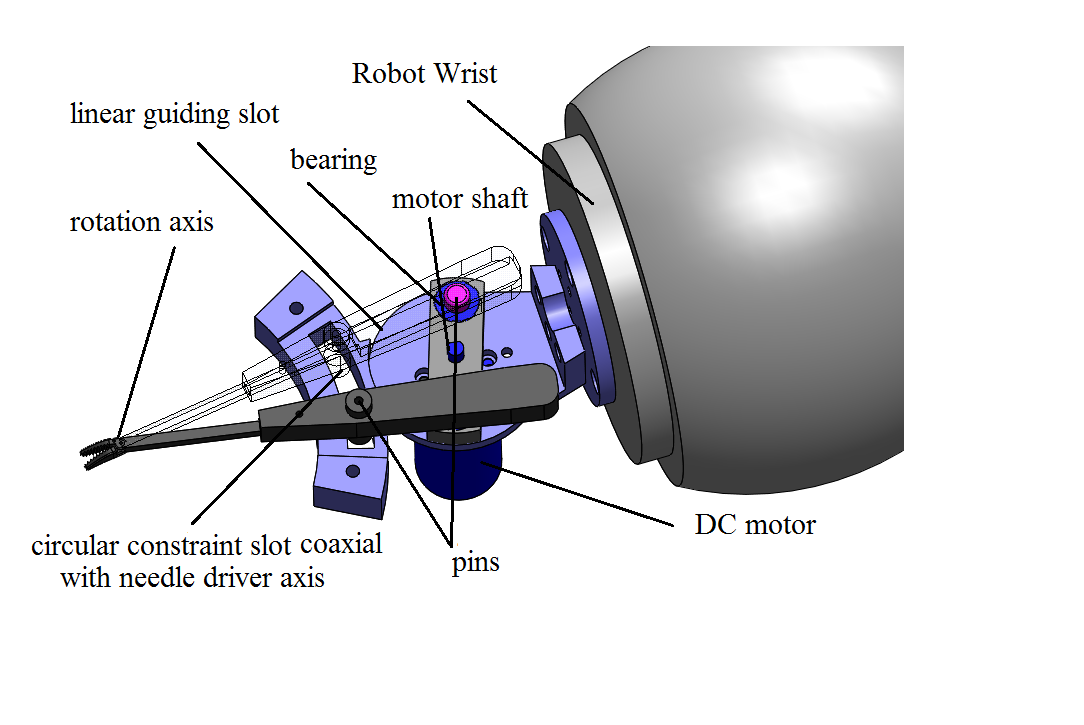 Robot Wrist
linear guiding slot
bearing
motor shaft
rotation axis
DC motor
circular constraint slot coaxial
with needle driver axis
pins